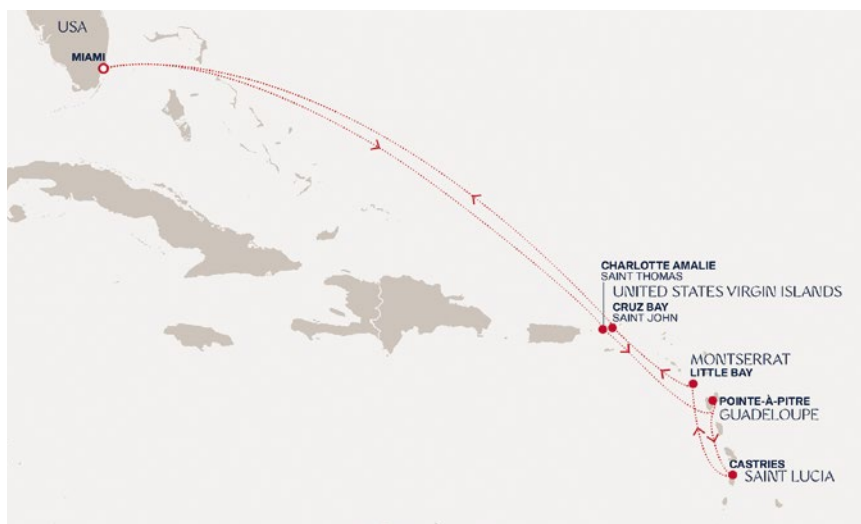 USA
MIAMI
CHARLOTTE AMALIE
SAINT THOMAS
UNITED STATES VIRGIN ISLANDS
CRUZ BAY
SAINT JOHN
MONTSERRAT
LITTLE BAY
POINTE-À-PITRE
GUADELOUPE
CASTRIES
SAINT LUCIA